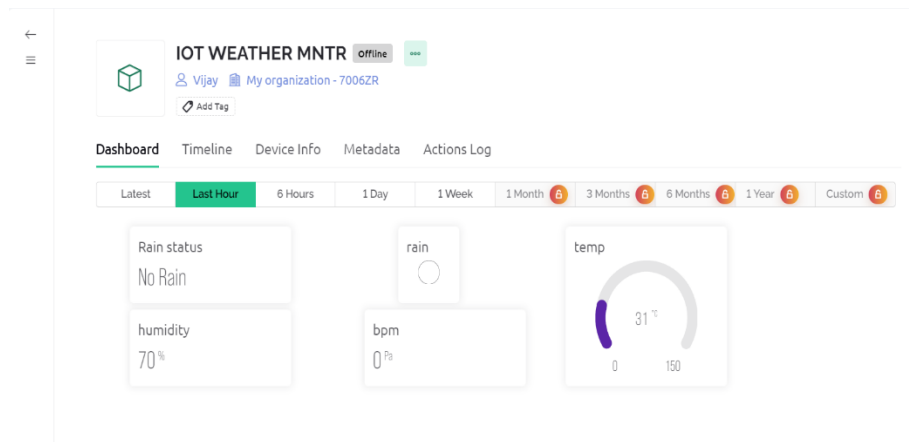 IOT WEATHER MNTR Offline
Vijay My organization - 7006ZR
Add Tag
Dashboard Timeline Device Info Metadata Actions Log
Latest Last Hour 6 Hours 1 Day 1 Week 1 Month 3 Months 6 Months 1 Year Custom
Rain status
No Rain
rain
temp
31 °C
0 150
humidity
70 %
bpm
0 Pa